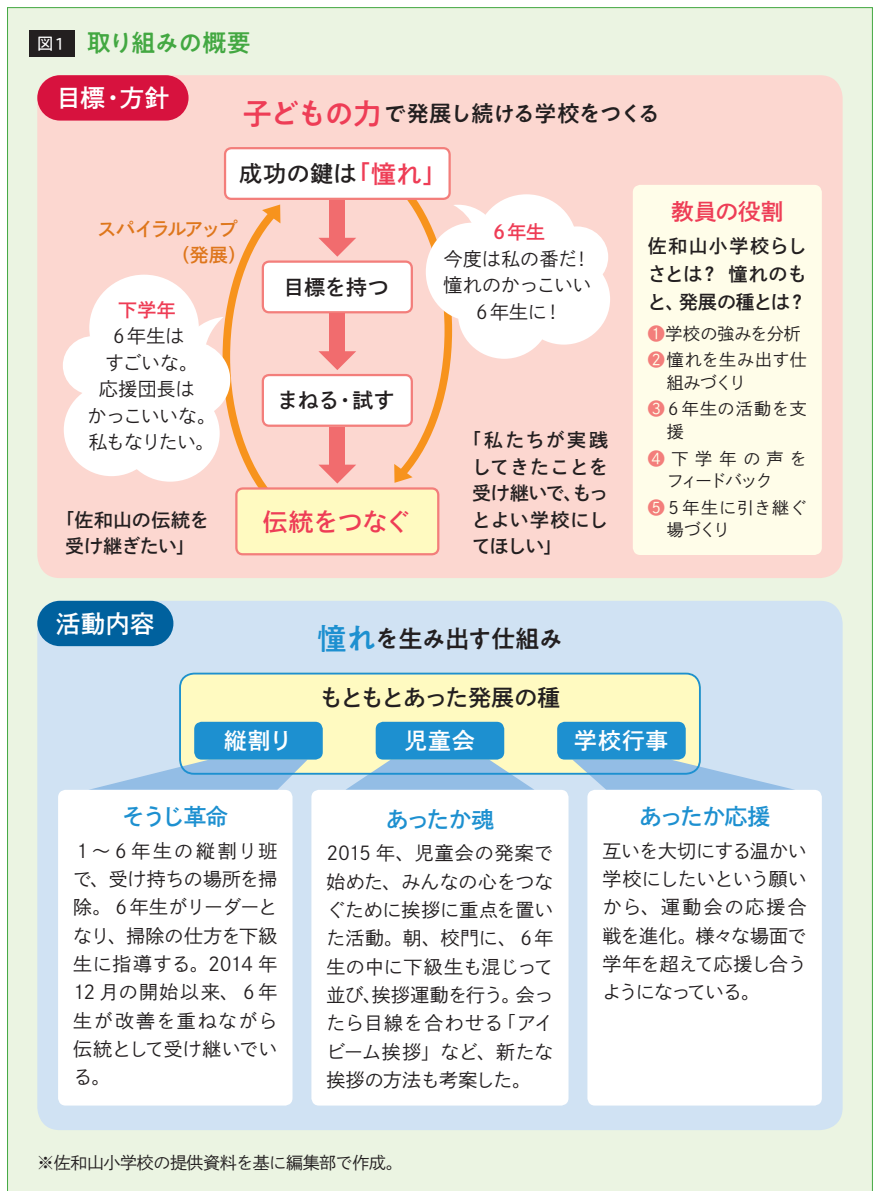 図1 取り組みの概要
目標・方針
子どもの力で発展し続ける学校をつくる
成功の鍵は「憧れ」
スパイラルアップ
(発展)
目標を持つ
まねる・試す
伝統をつなぐ
下学年
6年生は
すごいな。
応援団長は
かっこいいな。
私もなりたい。
「佐和山の伝統を
受け継ぎたい」
6年生
今度は私の番だ!
憧れのかっこいい
6年生に!
「私たちが実践
してきたことを
受け継いで、もっ
とよい学校にし
てほしい」
教員の役割
佐和山小学校らし
さとは? 憧れのも
と、発展の種とは?
❶学校の強みを分析
❷憧れを生み出す仕
組みづくり
❸6年生の活動を支
援
❹下学年の声を
フィードバック
❺5年生に引き継ぐ
場づくり
活動内容
憧れを生み出す仕組み
もともとあった発展の種
縦割り
児童会
学校行事
そうじ革命
1～6年生の縦割り班
で、受け持ちの場所を掃
除。6年生がリーダーと
なり、掃除の仕方を下級
生に指導する。2014年
12月の開始以来、6年
生が改善を重ねながら
伝統として受け継いでい
る。
あったか魂
2015年、児童会の発案で
始めた、みんなの心をつな
ぐために挨拶に重点を置い
た活動。朝、校門に、6年
生の中に下級生も混じって
並び、挨拶運動を行う。会っ
たら目線を合わせる「アイ
ビーム挨拶」など、新たな
挨拶の方法も考案した。
あったか応援
互いを大切にする温かい
学校にしたいという願い
から、運動会の応援合
戦を進化。様々な場面で
学年を超えて応援し合う
ようになっている。
※佐和山小学校の提供資料を基に編集部で作成。